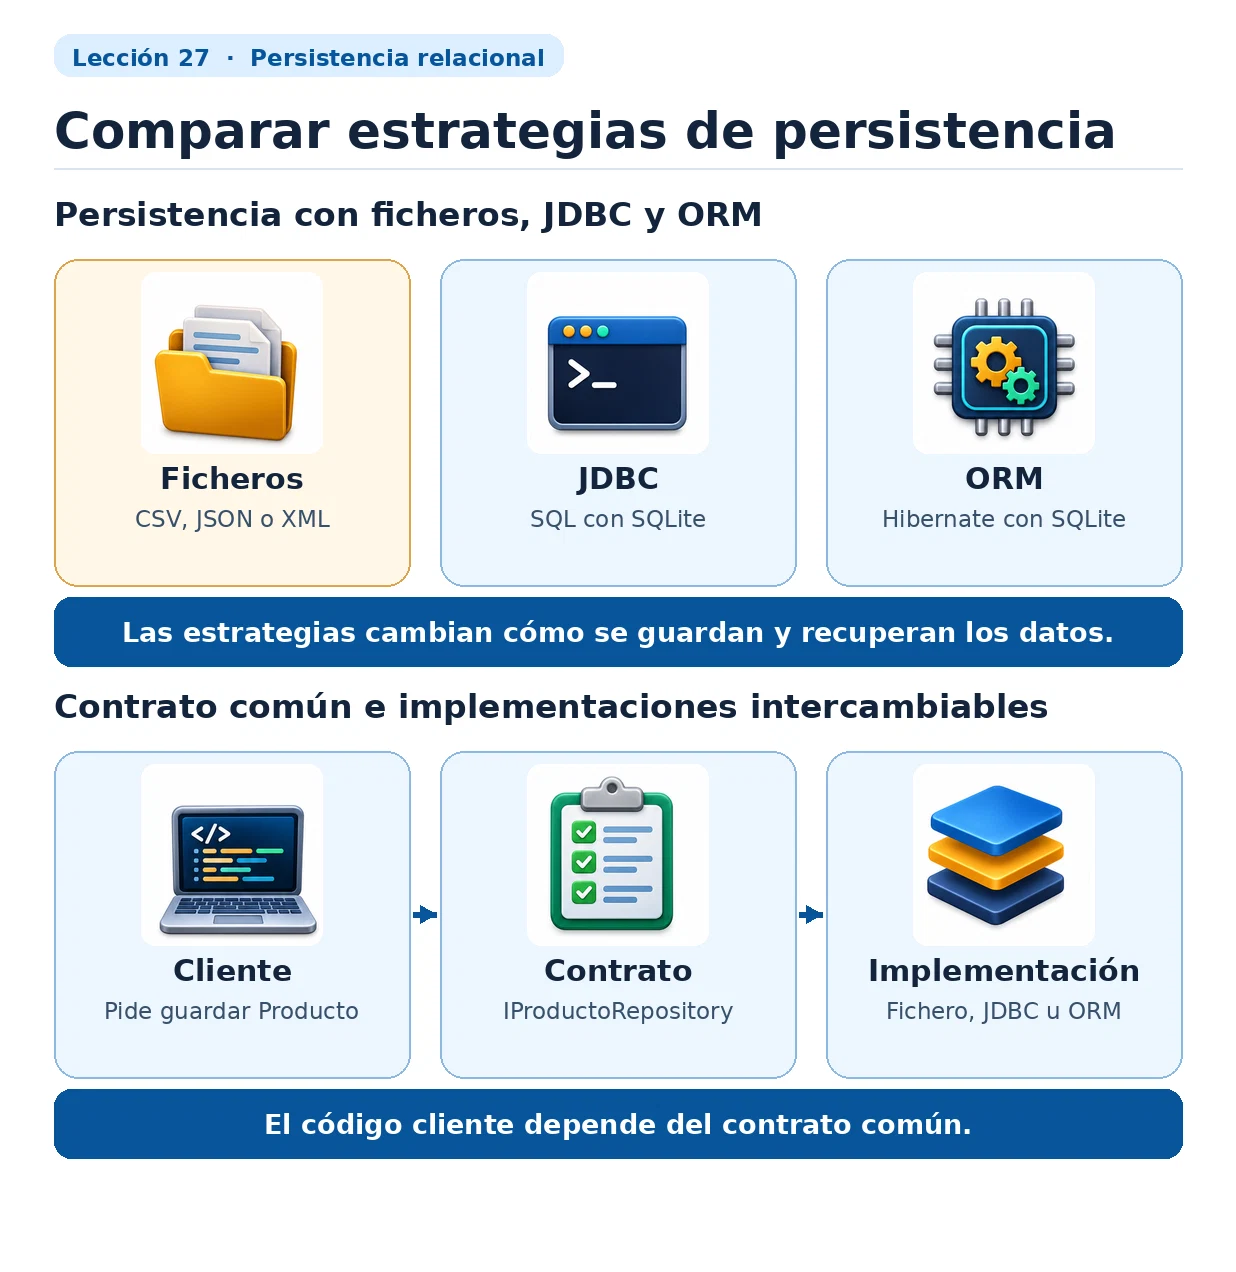 Lección 27 · Persistencia relacional
Comparar estrategias de persistencia
Persistencia con ficheros, JDBC y ORM
Ficheros
CSV, JSON o XML
JDBC
SQL con SQLite
ORM
Hibernate con SQLite
Las estrategias cambian cómo se guardan y recuperan los datos.
Contrato común e implementaciones intercambiables
</>
Cliente
Pide guardar Producto
Contrato
IProductoRepository
Implementación
Fichero, JDBC u ORM
El código cliente depende del contrato común.